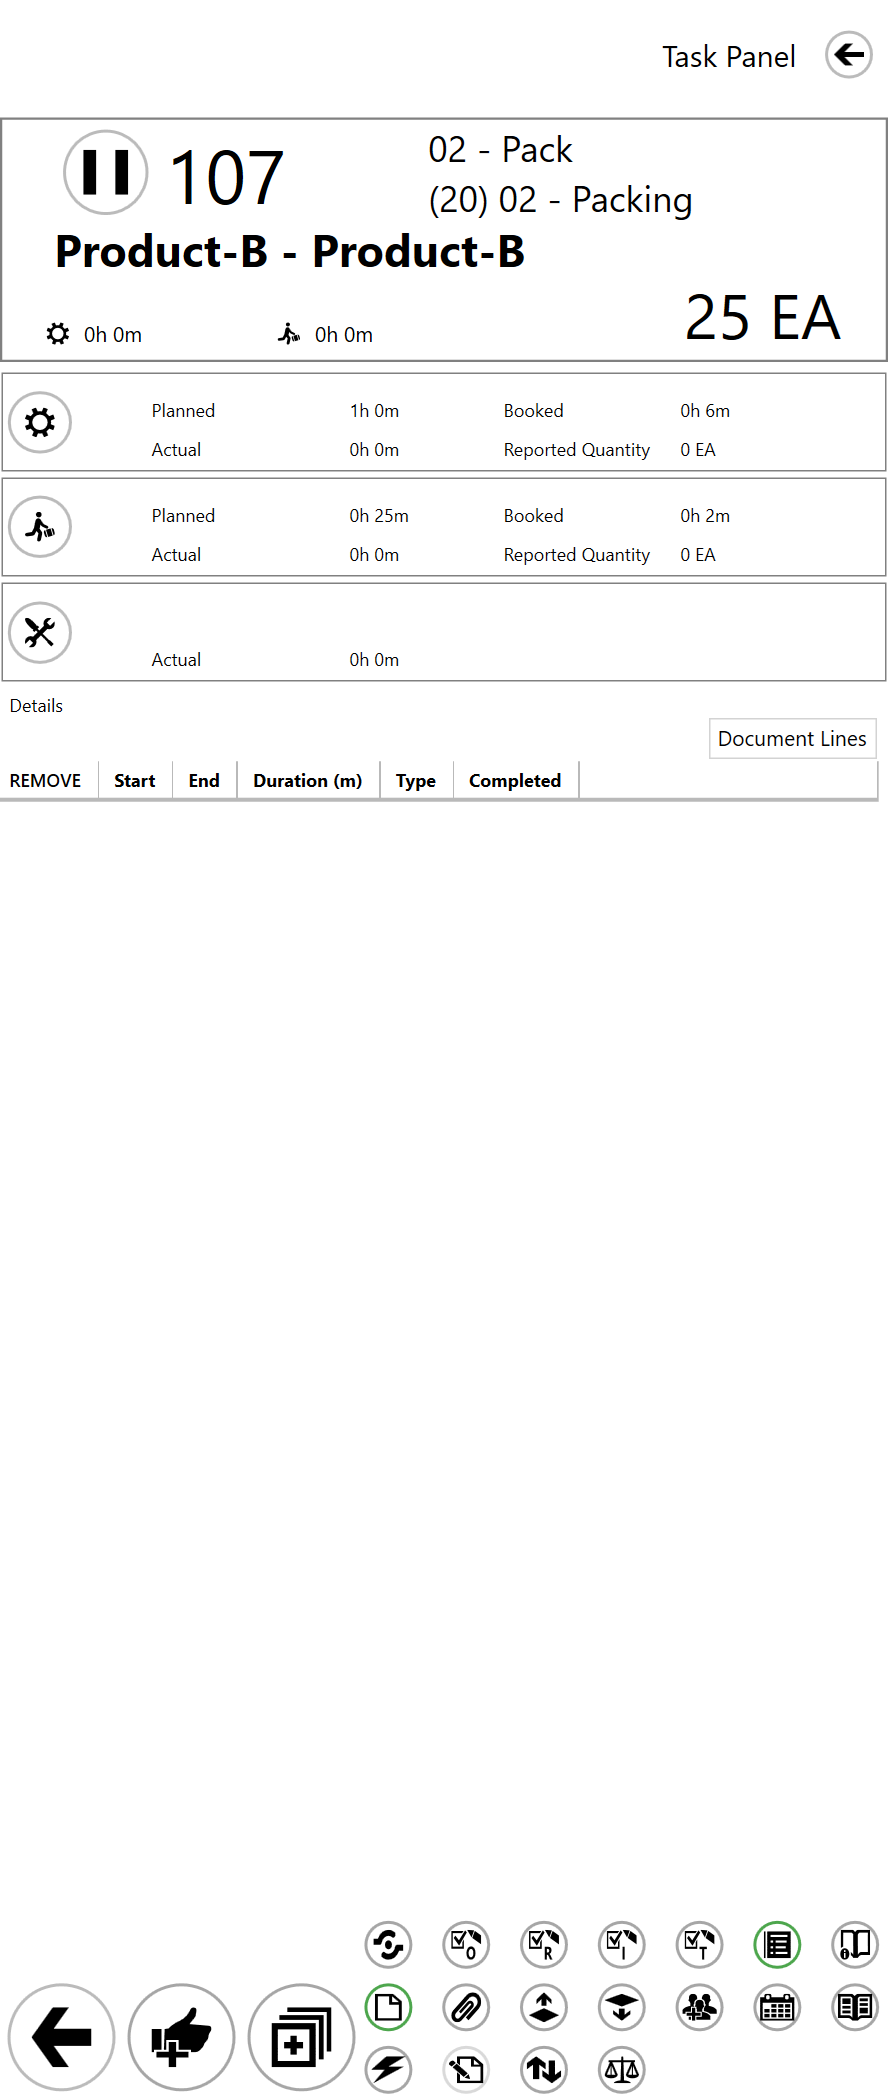 Task Panel
107
02 - Pack
(20) 02 - Packing
Product-B - Product-B
0h 0m 0h 0m 25 EA
Planned 1h 0m Booked 0h 6m
Actual 0h 0m Reported Quantity 0 EA
Planned 0h 25m Booked 0h 2m
Actual 0h 0m Reported Quantity 0 EA
Actual 0h 0m
Details
Document Lines
REMOVE Start End Duration (m) Type Completed
O R I T